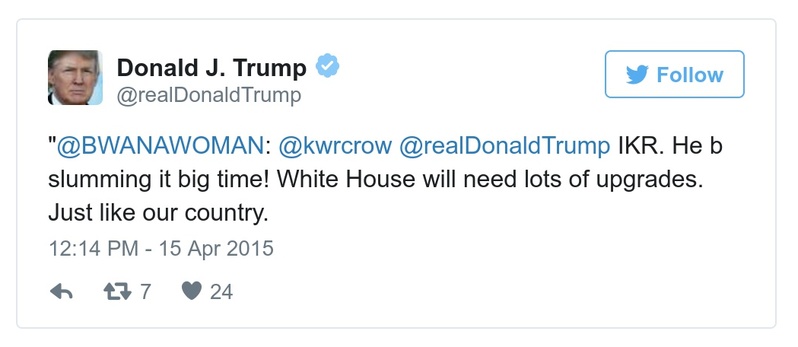 Donald J. Trump
@realDonaldTrump
Follow
"@BWANAWOMAN: @kwrcrow @realDonaldTrump IKR. He b
slumming it big time! White House will need lots of upgrades.
Just like our country.
12:14 PM - 15 Apr 2015
7 24